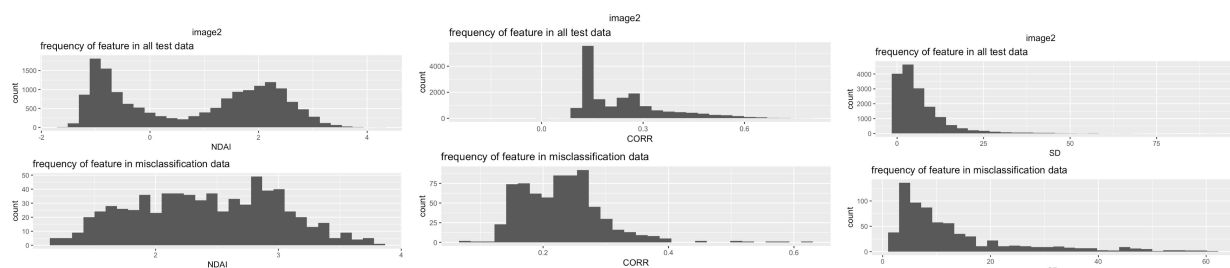 image2
frequency of feature in all test data
count
1500
1000
500
0
-2
0
2
4
NDAI
frequency of feature in misclassification data
count
50
40
30
20
10
0
2
3
4
NDAI
image2
frequency of feature in all test data
count
4000
2000
0
0.0
0.3
0.6
CORR
frequency of feature in misclassification data
count
75
50
25
0
0.2
0.4
0.6
CORR
image2
frequency of feature in all test data
count
4000
3000
2000
1000
0
0
25
50
75
SD
frequency of feature in misclassification data
count
100
50
0
0
20
40
60